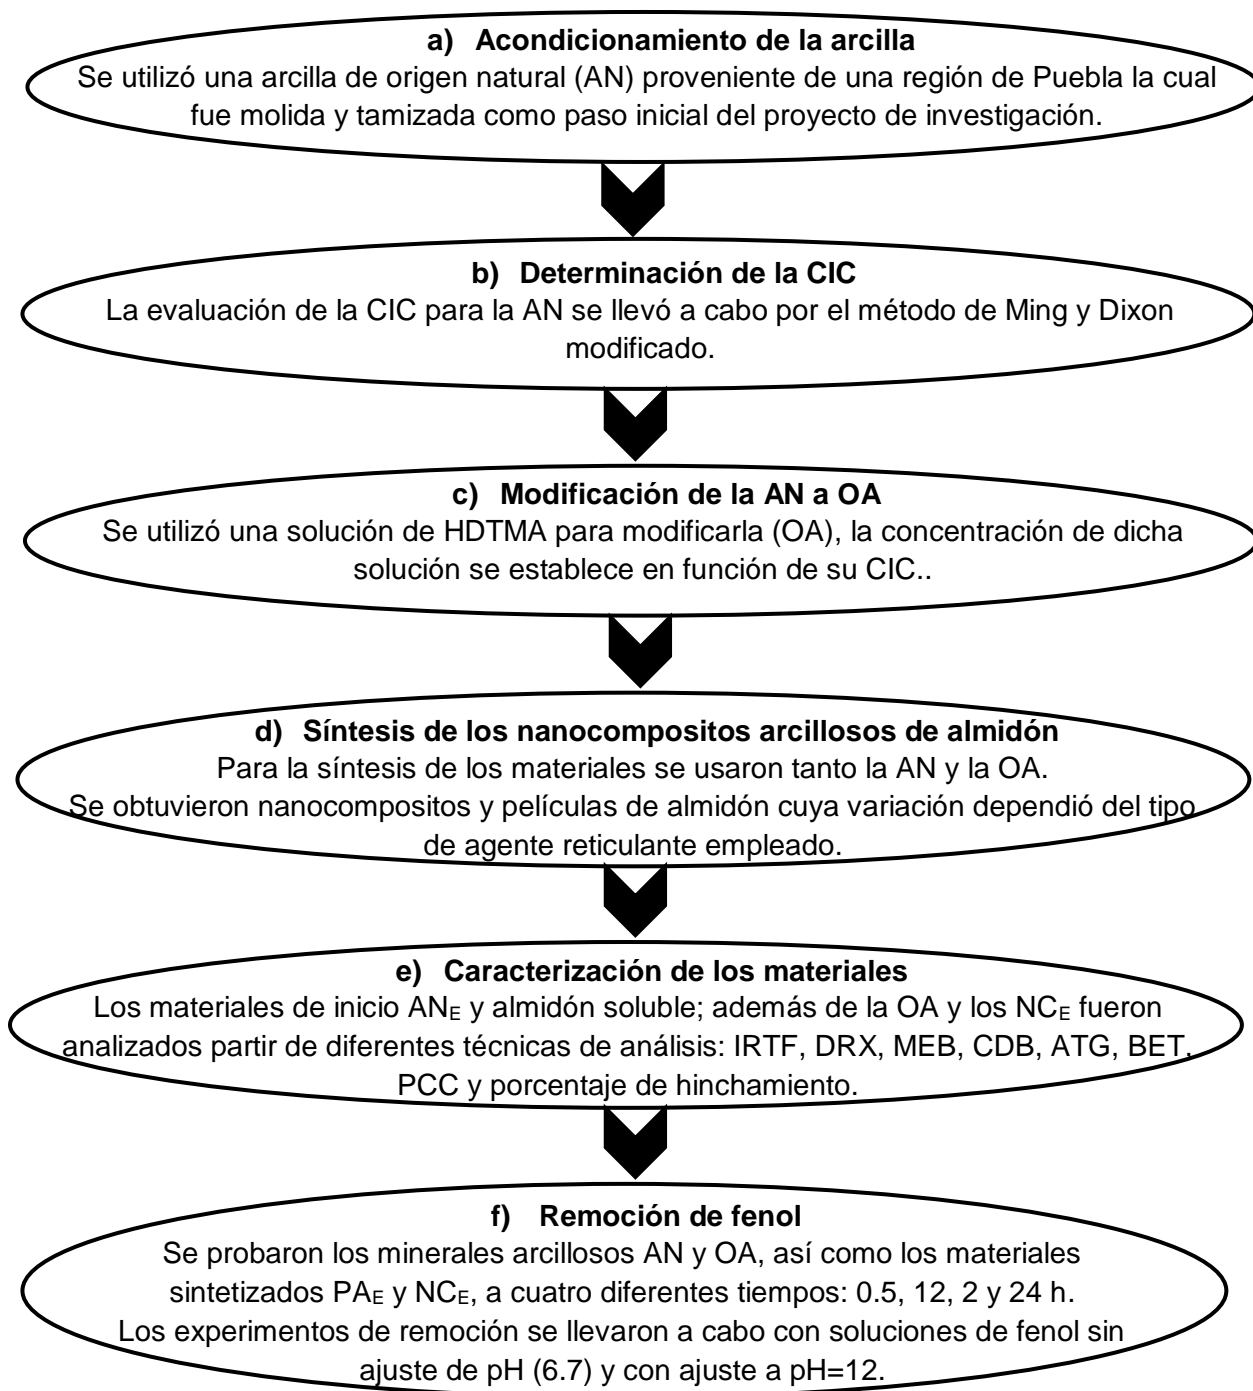 a) Acondicionamiento de la arcilla
Se utilizó una arcilla de origen natural (AN) proveniente de una región de Puebla la cual
fue molida y tamizada como paso inicial del proyecto de investigación.
b) Determinación de la CIC
La evaluación de la CIC para la AN se llevó a cabo por el método de Ming y Dixon
modificado.
c) Modificación de la AN a OA
Se utilizó una solución de HDTMA para modificarla (OA), la concentración de dicha
solución se establece en función de su CIC..
d) Síntesis de los nanocompositos arcillosos de almidón
Para la síntesis de los materiales se usaron tanto la AN y la OA.
Se obtuvieron nanocompositos y películas de almidón cuya variación dependió del tipo
de agente reticulante empleado.
e) Caracterización de los materiales
Los materiales de inicio ANE y almidón soluble; además de la OA y los NCE fueron
analizados partir de diferentes técnicas de análisis: IRTF, DRX, MEB, CDB, ATG, BET.
PCC y porcentaje de hinchamiento.
f) Remoción de fenol
Se probaron los minerales arcillosos AN y OA, así como los materiales
sintetizados PAE y NCE, a cuatro diferentes tiempos: 0.5, 12, 2 y 24 h.
Los experimentos de remoción se llevaron a cabo con soluciones de fenol sin
ajuste de pH (6.7) y con ajuste a pH=12.